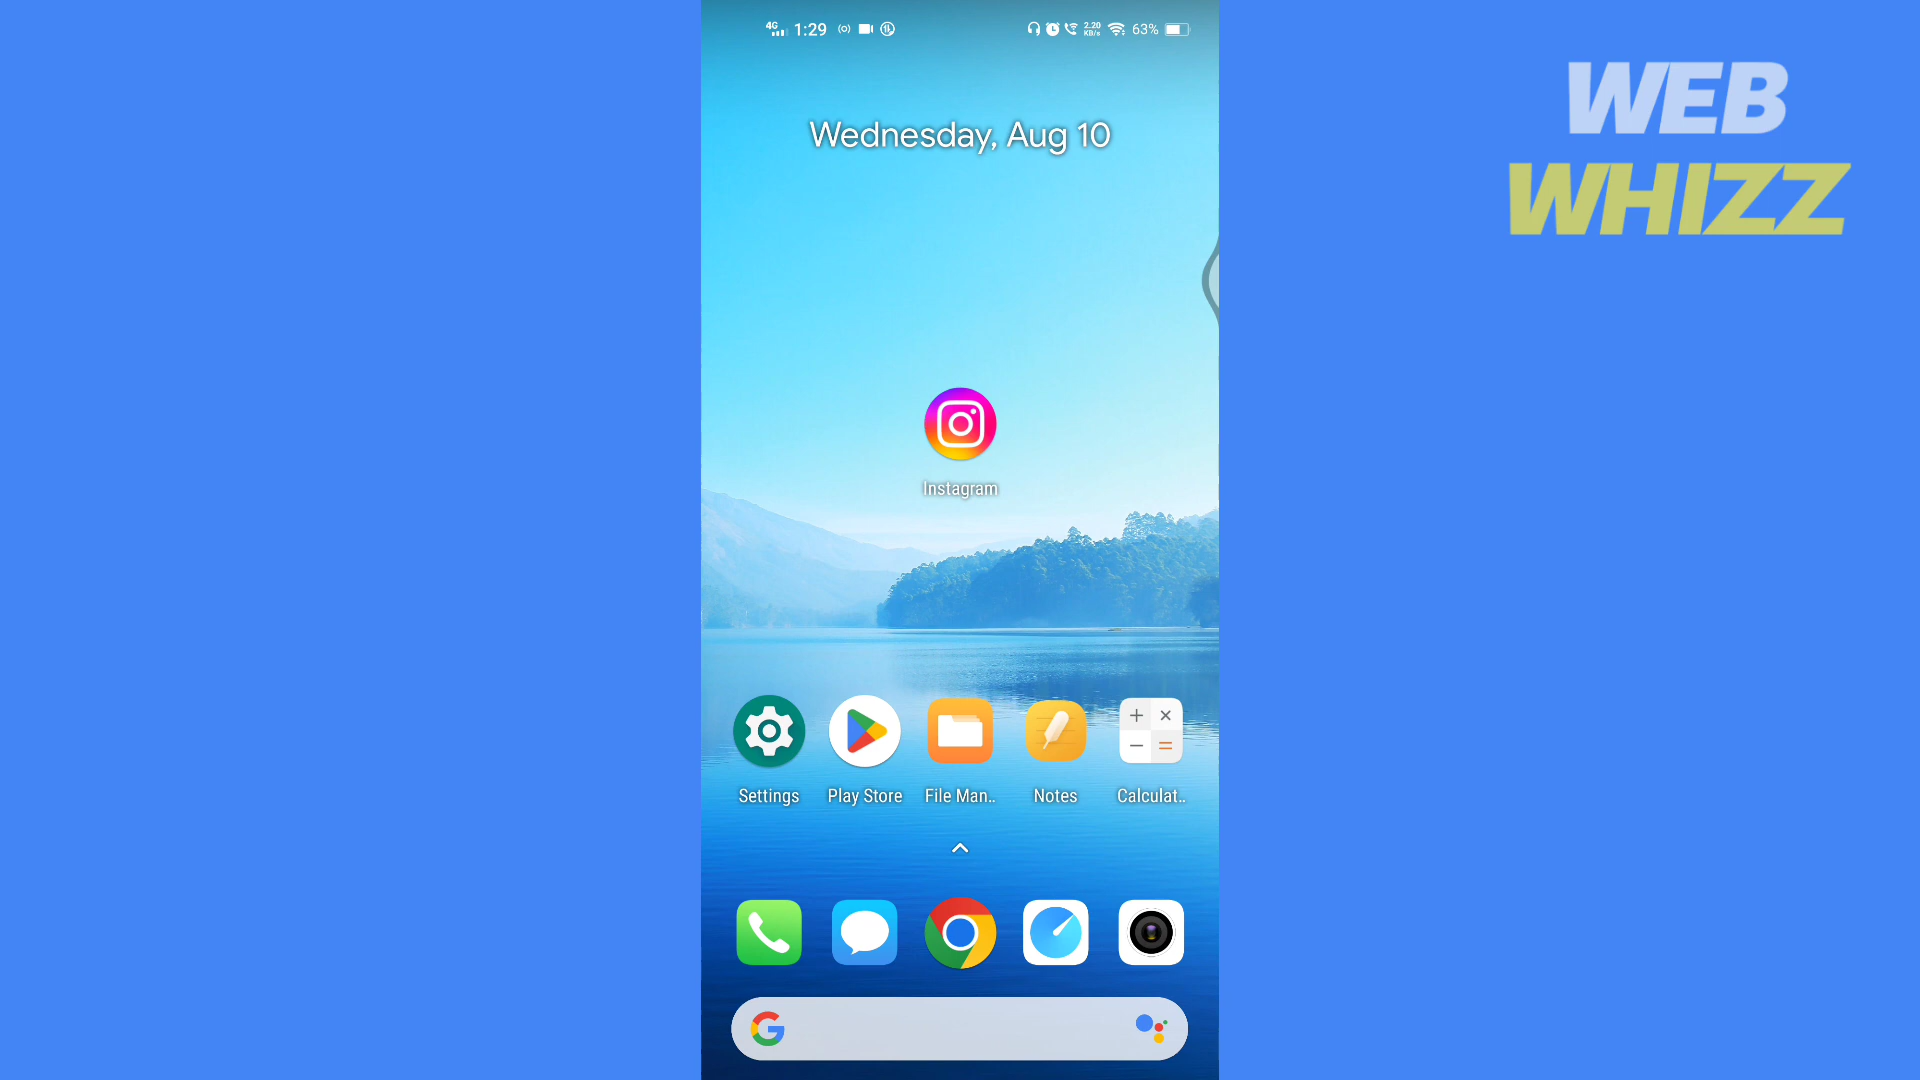 4G 1:29 2.20 KB/s 63%
WEB
WHIZZ
Wednesday, Aug 10
Instagram
Settings Play Store File Man.. Notes Calculat..